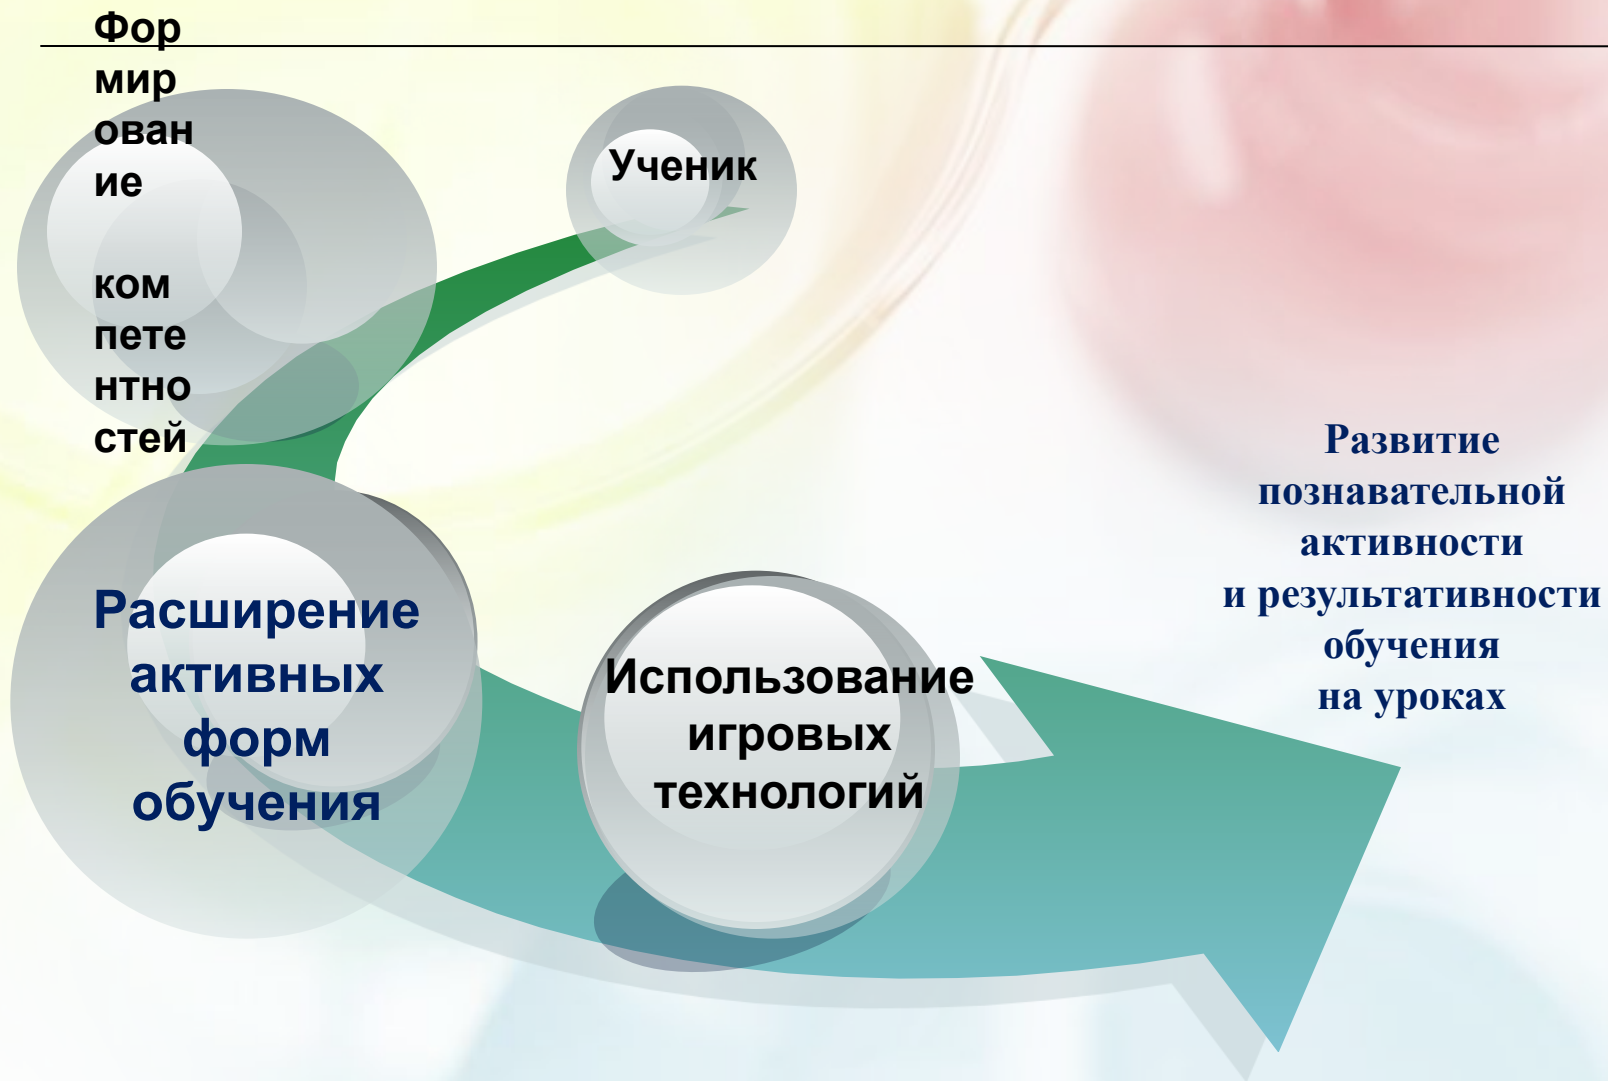 Фор
мир
ован
ие
ком
пете
нтно
стей
Ученик
Расширение
активных
форм
обучения
Использование
игровых
технологий
Развитие
познавательной
активности
и результативности
обучения
на уроках